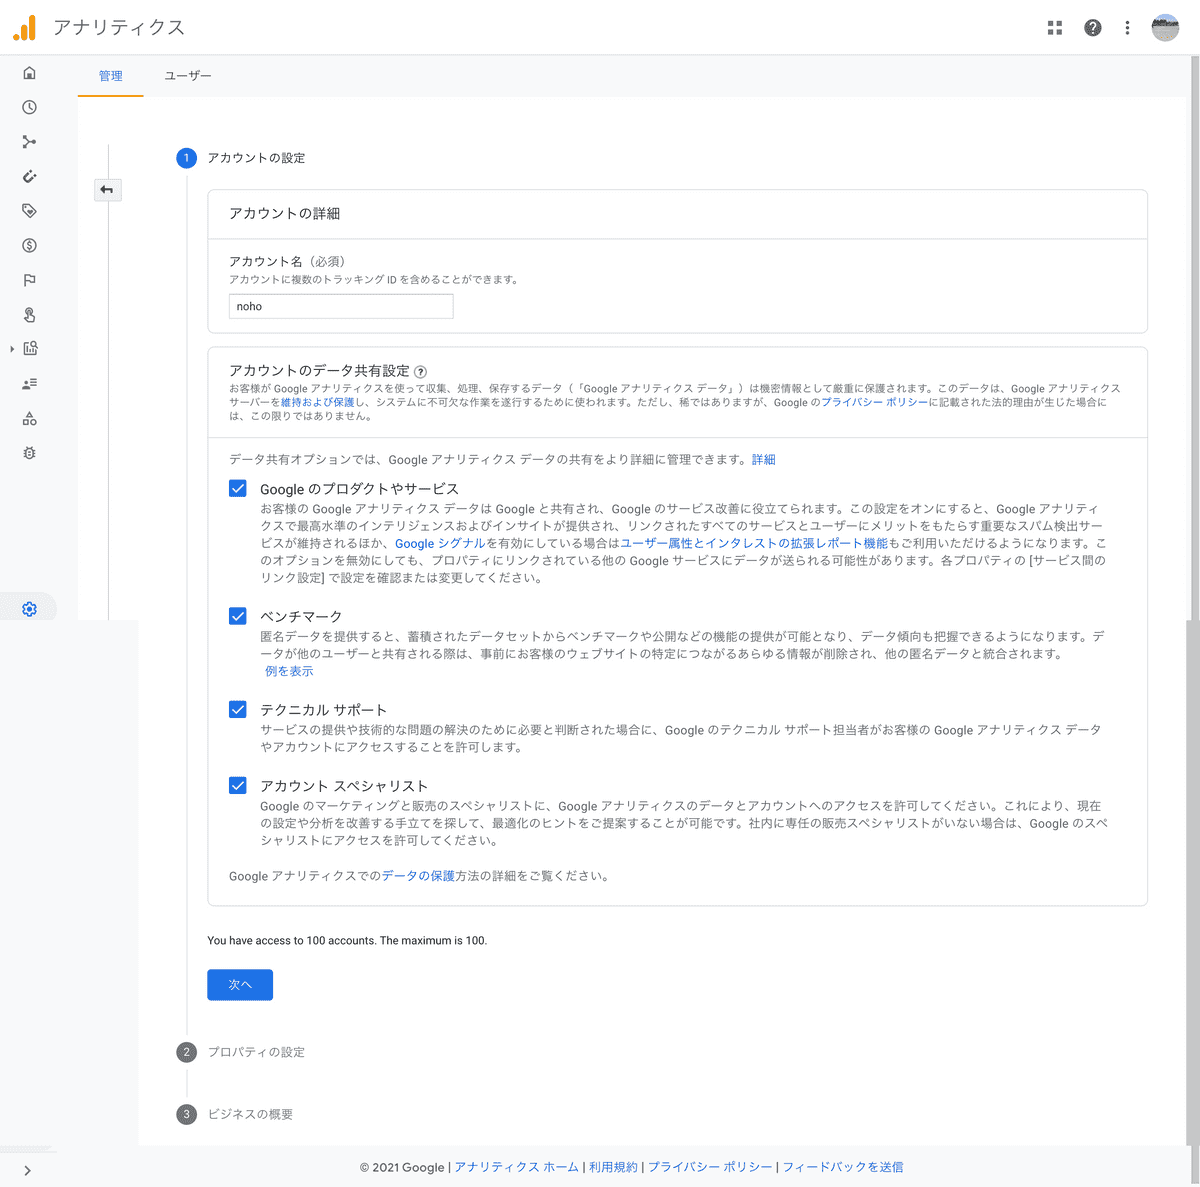 アナリティクス
管理
ユーザー
1 アカウントの設定
アカウントの詳細
アカウント名（必須）
アカウントに複数のトラッキング ID を含めることができます。
noho
アカウントのデータ共有設定
お客様が Google アナリティクスを使って収集、処理、保存するデータ（「Google アナリティクス データ」）は機密情報として厳重に保護されます。このデータは、Google アナリティクス
サーバーを維持および保護し、システムに不可欠な作業を遂行するために使われます。ただし、稀ではありますが、Google のプライバシー ポリシーに記載された法的理由が生じた場合に
は、この限りではありません。
データ共有オプションでは、Google アナリティクス データの共有をより詳細に管理できます。詳細
Google のプロダクトやサービス
お客様の Google アナリティクス データは Google と共有され、Google のサービス改善に役立てられます。この設定をオンにすると、Google アナリティ
クスで最高水準のインテリジェンスおよびインサイトが提供され、リンクされたすべてのサービスとユーザーにメリットをもたらす重要なスパム検出サー
ビスが維持されるほか、Google シグナルを有効にしている場合はユーザー属性とインタレストの拡張レポート機能もご利用いただけるようになります。こ
のオプションを無効にしても、プロパティにリンクされている他の Google サービスにデータが送られる可能性があります。各プロパティの [サービス間の
リンク設定] で設定を確認または変更してください。
ベンチマーク
匿名データを提供すると、蓄積されたデータセットからベンチマークや公開などの機能の提供が可能となり、データ傾向も把握できるようになります。デ
ータが他のユーザーと共有される際は、事前にお客様のウェブサイトの特定につながるあらゆる情報が削除され、他の匿名データと統合されます。
例を表示
テクニカル サポート
サービスの提供や技術的な問題の解決のために必要と判断された場合に、Google のテクニカル サポート担当者がお客様の Google アナリティクス データ
やアカウントにアクセスすることを許可します。
アカウント スペシャリスト
Google のマーケティングと販売のスペシャリストに、Google アナリティクスのデータとアカウントへのアクセスを許可してください。これにより、現在
の設定や分析を改善する手立てを探して、最適化のヒントをご提案することが可能です。社内に専任の販売スペシャリストがいない場合は、Google のスペ
シャリストにアクセスを許可してください。
Google アナリティクスでのデータの保護方法の詳細をご覧ください。
You have access to 100 accounts. The maximum is 100.
次へ
2 プロパティの設定
3 ビジネスの概要
© 2021 Google | アナリティクス ホーム | 利用規約 | プライバシー ポリシー | フィードバックを送信